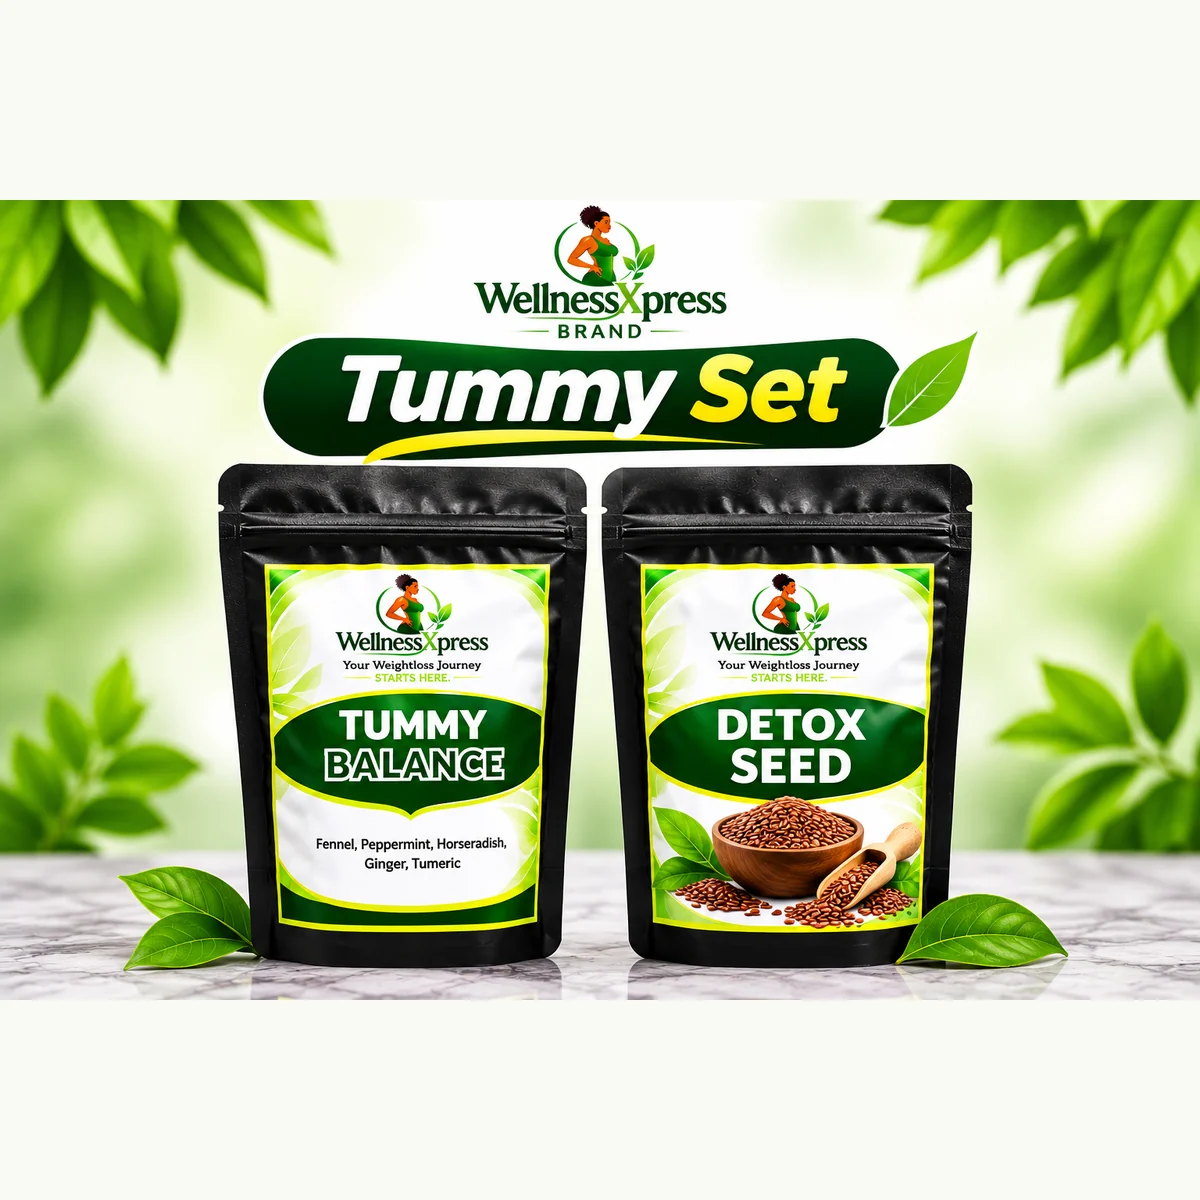 WellnessXpress
BRAND
Tummy Set
WellnessXpress
Your Weightloss Journey
STARTS HERE.
TUMMY
BALANCE
Fennel, Peppermint, Horseradish,
Ginger, Tumeric
WellnessXpress
Your Weightloss Journey
STARTS HERE.
DETOX
SEED